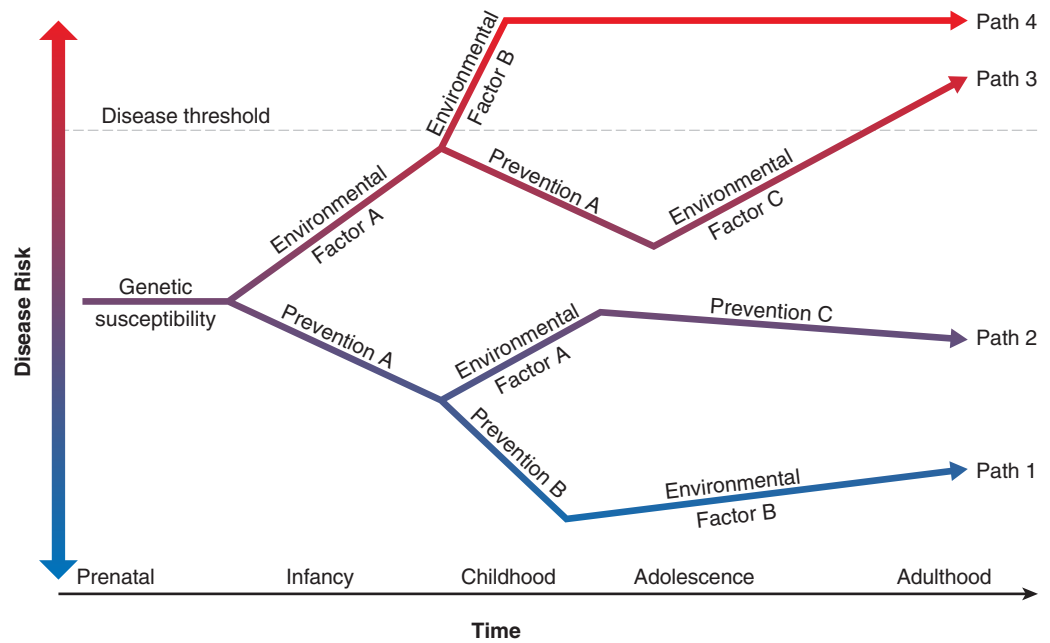 Path 4
Path 3
Disease threshold
Environmental
Factor B
Environmental
Factor A
Prevention A
Environmental
Factor C
Genetic
susceptibility
Prevention A
Environmental
Factor A
Prevention C
Path 2
Prevention B
Environmental
Factor B
Path 1
Disease Risk
Prenatal
Infancy
Childhood
Adolescence
Adulthood
Time